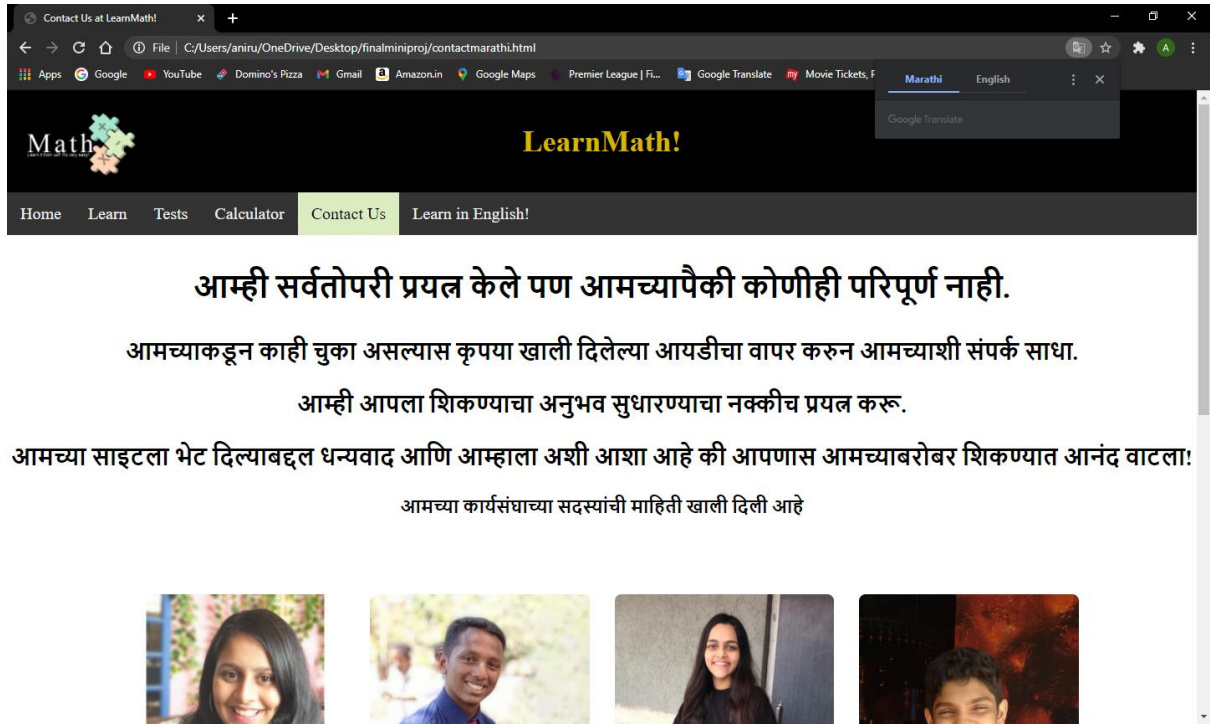 Contact Us at LearnMath!
File | C:/Users/aniru/OneDrive/Desktop/finalminiproj/contactmarathi.html
A
Apps Google YouTube Domino's Pizza Gmail Amazon.in Google Maps Premier League | Fi... Google Translate Movie Tickets, P
Marathi English
Google Translate
Math
LearnMath!
Home Learn Tests Calculator Contact Us Learn in English!
आम्ही सर्वतोपरी प्रयत्न केले पण आमच्यापैकी कोणीही परिपूर्ण नाही.
आमच्याकडून काही चुका असल्यास कृपया खाली दिलेल्या आयडीचा वापर करुन आमच्याशी संपर्क साधा.
आम्ही आपला शिकण्याचा अनुभव सुधारण्याचा नक्कीच प्रयत्न करू.
आमच्या साइटला भेट दिल्याबद्दल धन्यवाद आणि आम्हाला अशी आशा आहे की आपणास आमच्याबरोबर शिकण्यात आनंद वाटला!
आमच्या कार्यसंघाच्या सदस्यांची माहिती खाली दिली आहे